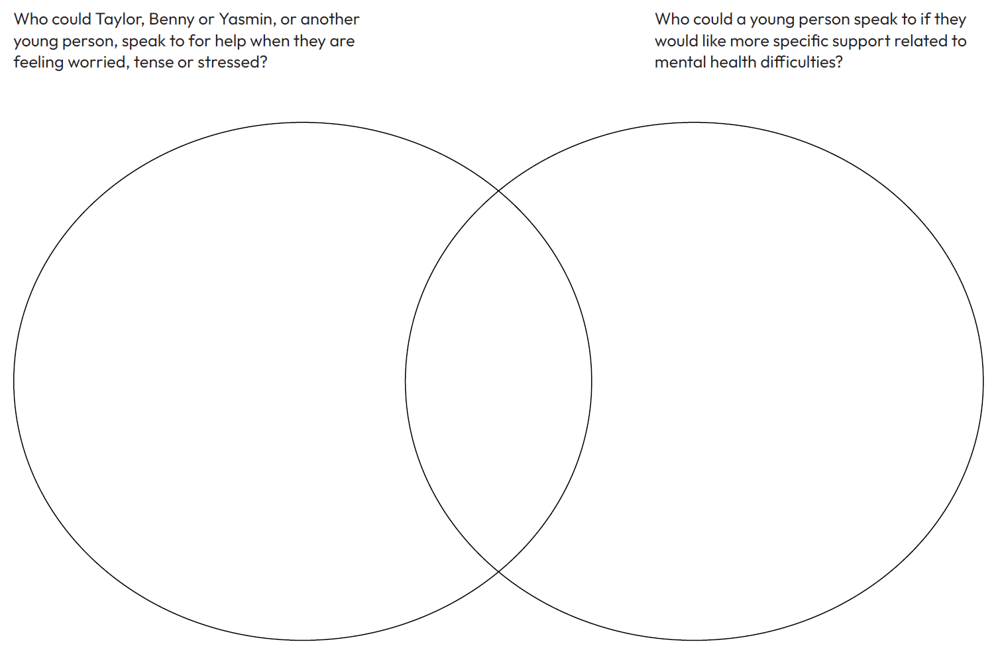 Who could Taylor, Benny or Yasmin, or another
young person, speak to for help when they are
feeling worried, tense or stressed?
Who could a young person speak to if they
would like more specific support related to
mental health difficulties?